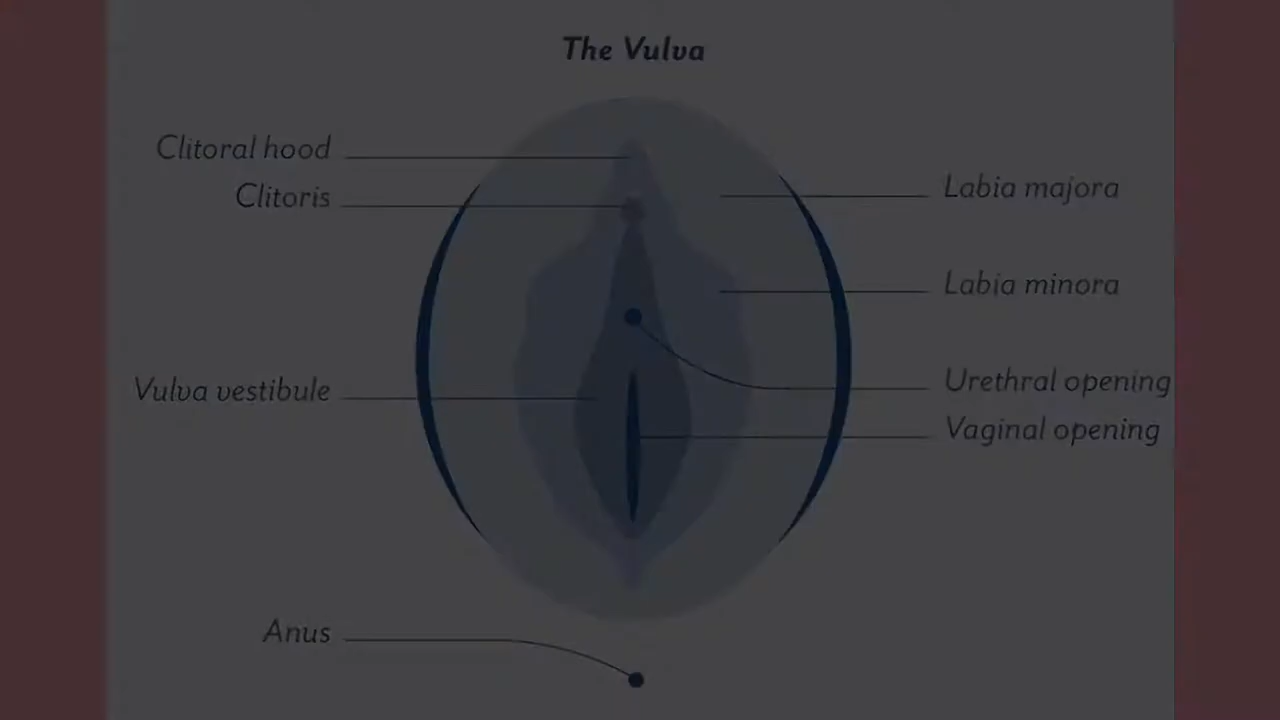 The Vulva
Clitoral hood
Clitoris
Labia majora
Labia minora
Vulva vestibule
Urethral opening
Vaginal opening
Anus